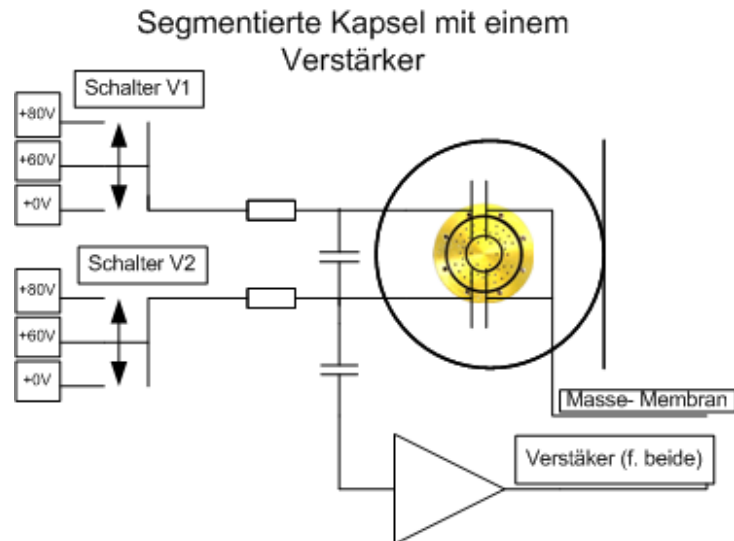 Segmentierte Kapsel mit einem
Verstärker
Schalter V1
+80V
+60V
+0V
Schalter V2
+80V
+60V
+0V
Masse- Membran
Verstäker (f. beide)